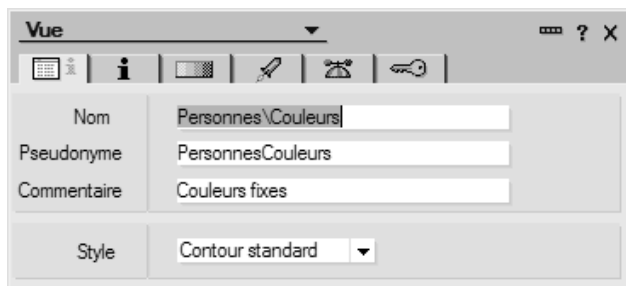 Vue
? X
i
Nom Personnes\Couleurs
Pseudonyme PersonnesCouleurs
Commentaire Couleurs fixes
Style Contour standard